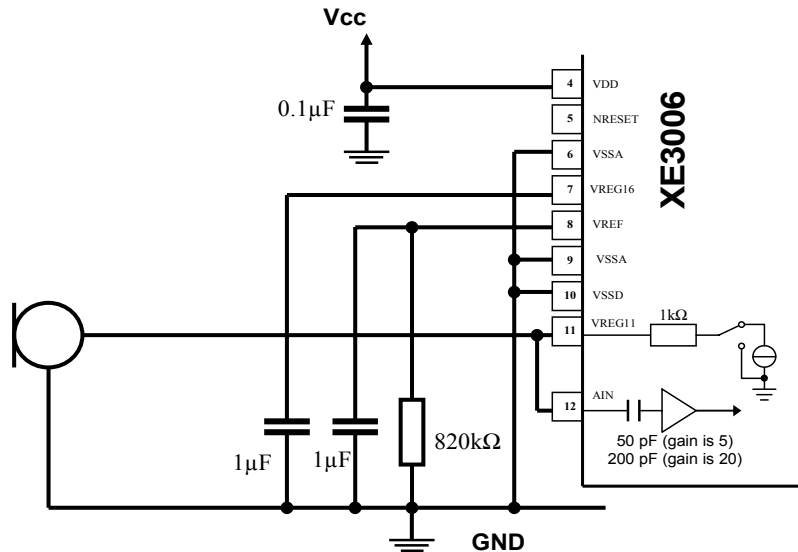 Vcc
0.1µF
4 VDD
5 NRESET
6 VSSA
7 VREG16
8 VREF
9 VSSA
10 VSSD
11 VREG11
1kΩ
12 AIN
50 pF (gain is 5)
200 pF (gain is 20)
XE3006
1µF
1µF
820kΩ
GND